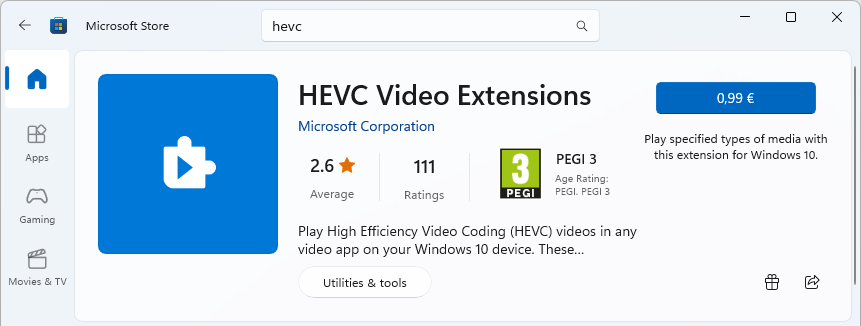 Microsoft Store
hevc
HEVC Video Extensions
Microsoft Corporation
2.6
Average
111
Ratings
3
PEGI
PEGI 3
Age Rating:
PEGI. PEGI 3
0,99 €
Play specified types of media with
this extension for Windows 10.
Play High Efficiency Video Coding (HEVC) videos in any
video app on your Windows 10 device. These...
Utilities & tools
Apps
Gaming
Movies & TV